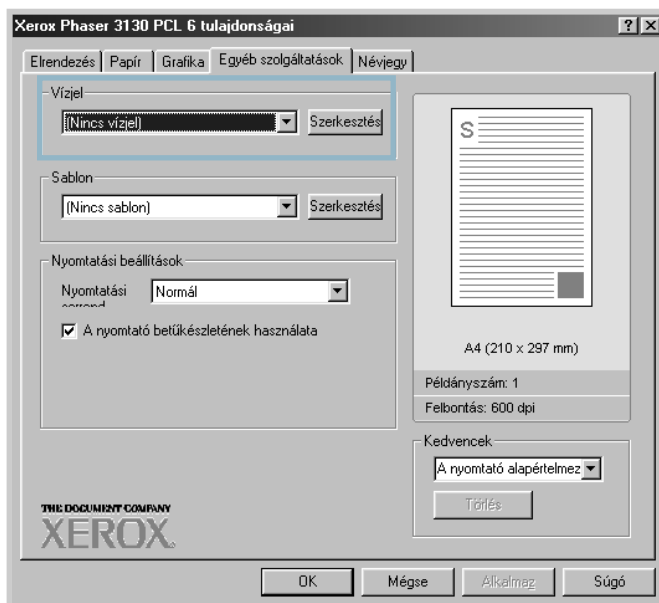 Xerox Phaser 3130 PCL 6 tulajdonságai
Elrendezés Papír Grafika Egyéb szolgáltatások Névjegy
Vízjel
(Nincs vízjel) Szerkesztés
Sablon
(Nincs sablon) Szerkesztés
Nyomtatási beállítások
Nyomtatási Normál
A nyomtató betűkészletének használata
S
A4 (210 x 297 mm)
Példányszám: 1
Felbontás: 600 dpi
Kedvencek
A nyomtató alapértelmez
Törlés
THE DOCUMENT COMPANY
XEROX
OK Mégse Alkalmaz Súgó